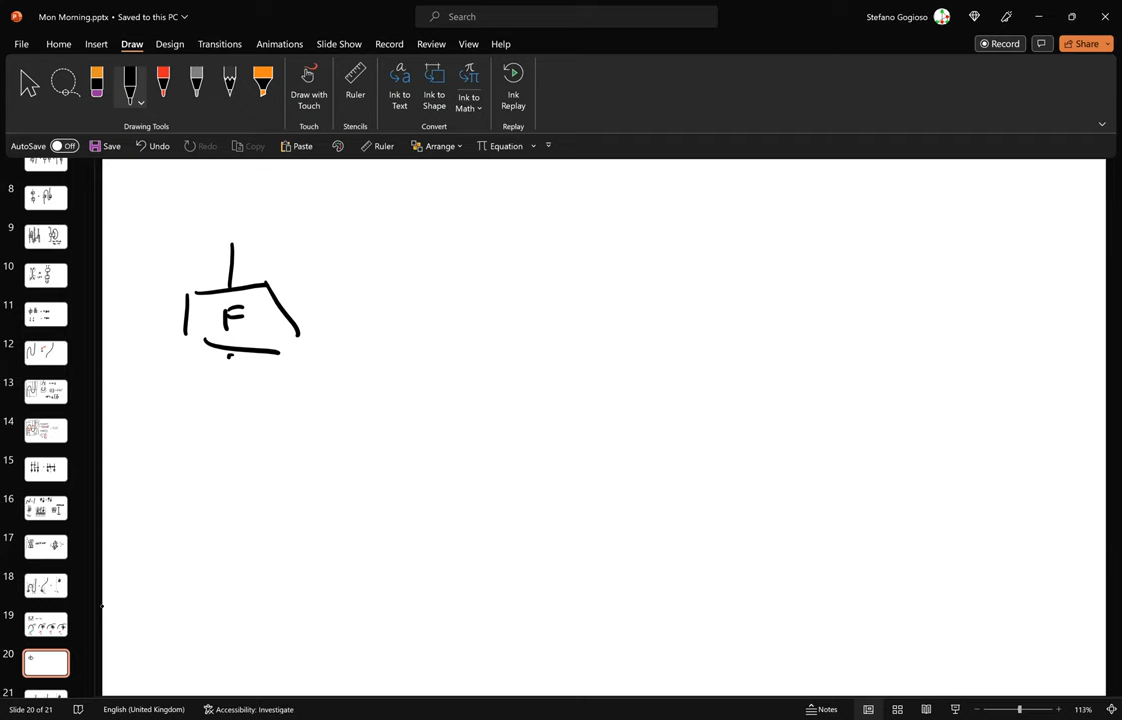 Mon Morning.pptx • Saved to this PC
Search
Stefano Gogioso
File Home Insert Draw Design Transitions Animations Slide Show Record Review View Help
Record
Share
Draw with Touch
Ruler
Ink to Text
Ink to Shape
Ink to Math
Ink Replay
Drawing Tools
Touch
Stencils
Convert
Replay
AutoSave Off Save Undo Redo Copy Paste Ruler Arrange Equation
8
9
10
11
12
13
14
15
16
17
18
19
20
21
F
Slide 20 of 21
English (United Kingdom)
Accessibility: Investigate
Notes
113%